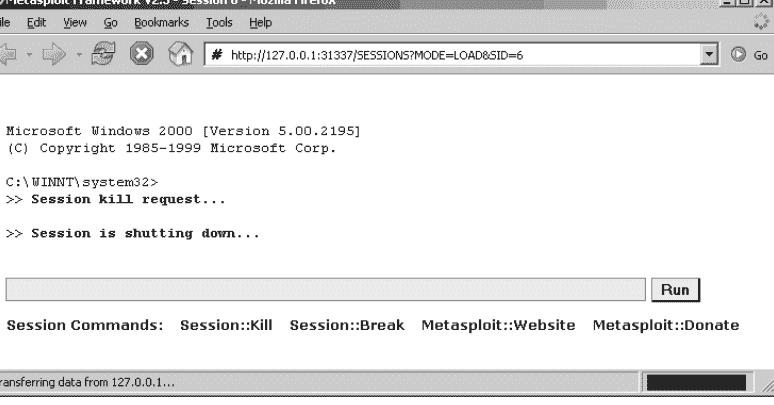 Metasploit Framework v2.3 - Session 6 - Mozilla Firefox
ile Edit View Go Bookmarks Tools Help
# http://127.0.0.1:31337/SESSIONS?MODE=LOAD&SID=6 Go
Microsoft Windows 2000 [Version 5.00.2195]
(C) Copyright 1985-1999 Microsoft Corp.
C:\WINNT\system32>
>> Session kill request...
>> Session is shutting down...
Run
Session Commands: Session::Kill Session::Break Metasploit::Website Metasploit::Donate
ransferring data from 127.0.0.1...